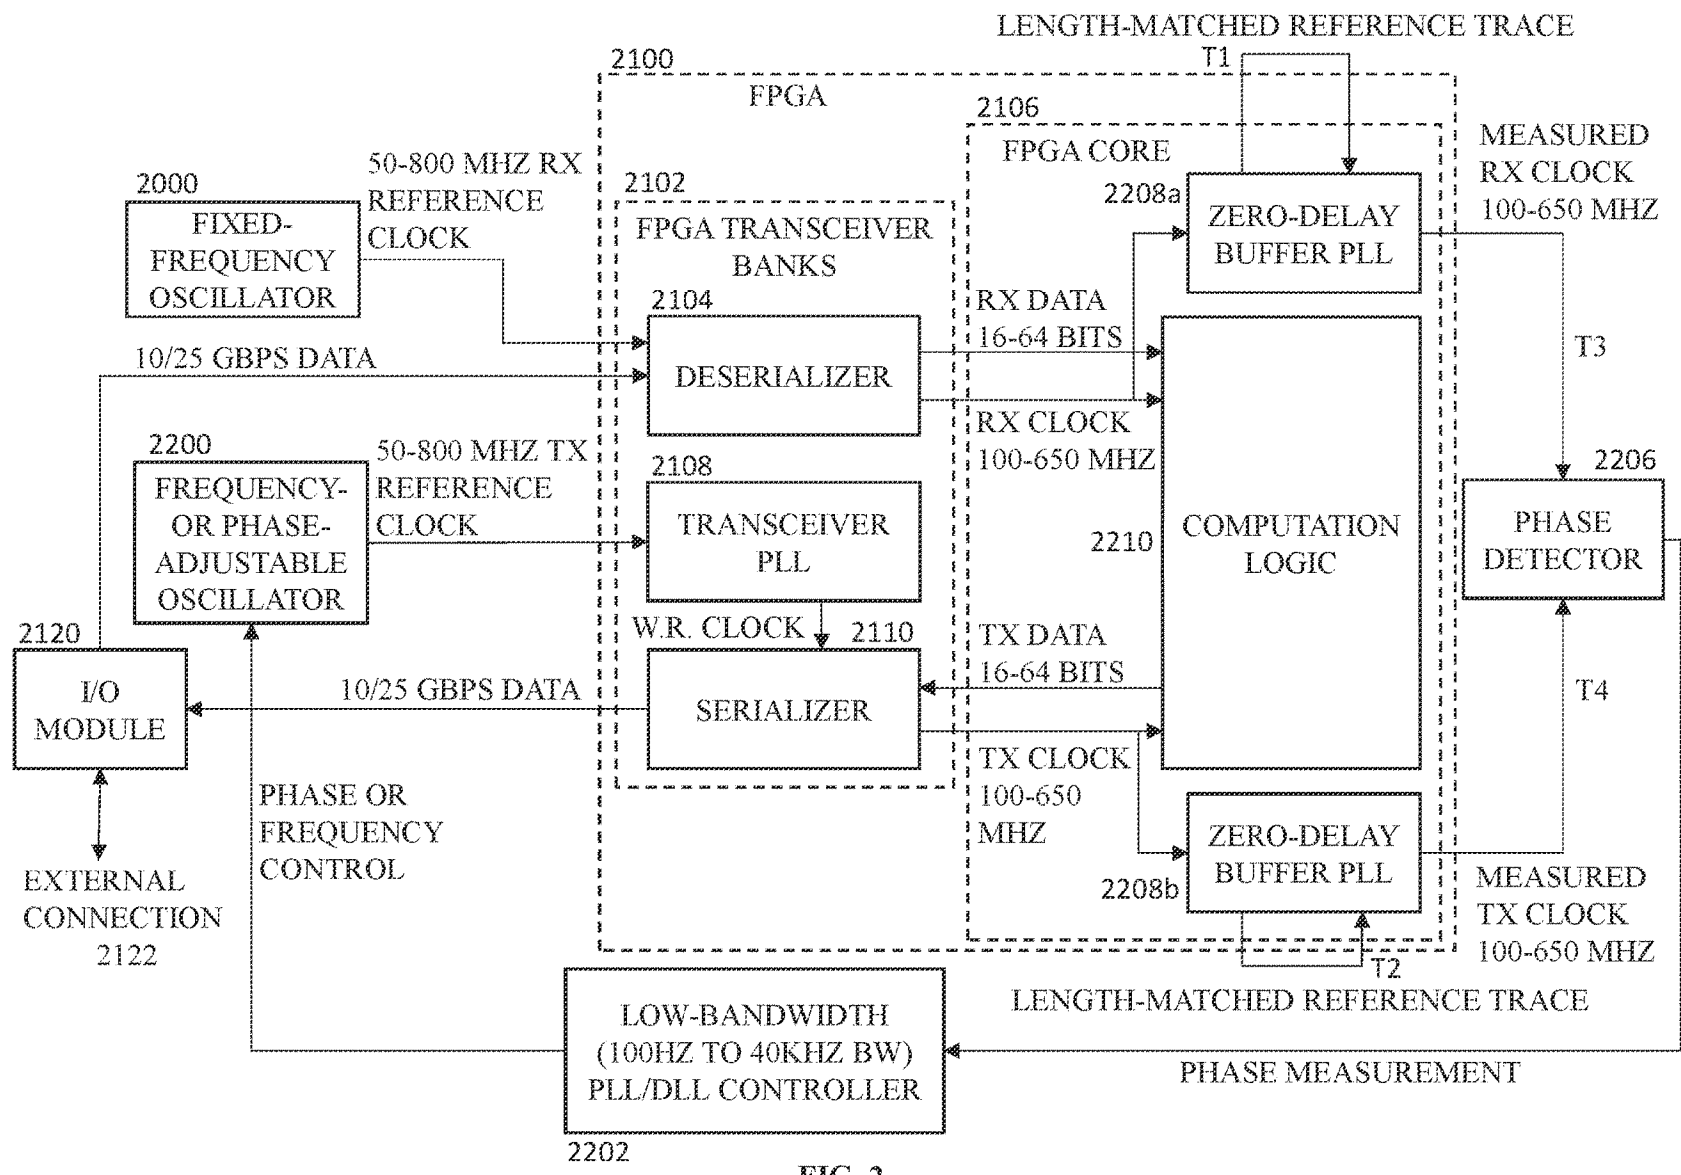 LENGTH-MATCHED REFERENCE TRACE
T1
2100
FPGA
2106
FPGA CORE
MEASURED
RX CLOCK
100-650 MHZ
50-800 MHZ RX
REFERENCE
CLOCK
2000
FIXED-
FREQUENCY
OSCILLATOR
2102
FPGA TRANSCEIVER
BANKS
2208a
ZERO-DELAY
BUFFER PLL
2104
DESERIALIZER
RX DATA
16-64 BITS
10/25 GBPS DATA
T3
RX CLOCK
100-650 MHZ
2200
FREQUENCY-
OR PHASE-
ADJUSTABLE
OSCILLATOR
50-800 MHZ TX
REFERENCE
CLOCK
2108
TRANSCEIVER
PLL
2210
COMPUTATION
LOGIC
2206
PHASE
DETECTOR
W.R. CLOCK
2110
SERIALIZER
TX DATA
16-64 BITS
2120
I/O
MODULE
10/25 GBPS DATA
T4
TX CLOCK
100-650
MHZ
PHASE OR
FREQUENCY
CONTROL
ZERO-DELAY
BUFFER PLL
2208b
EXTERNAL
CONNECTION
2122
MEASURED
TX CLOCK
100-650 MHZ
T2
LENGTH-MATCHED REFERENCE TRACE
LOW-BANDWIDTH
(100HZ TO 40KHZ BW)
PLL/DLL CONTROLLER
2202
PHASE MEASUREMENT
FIG. 2